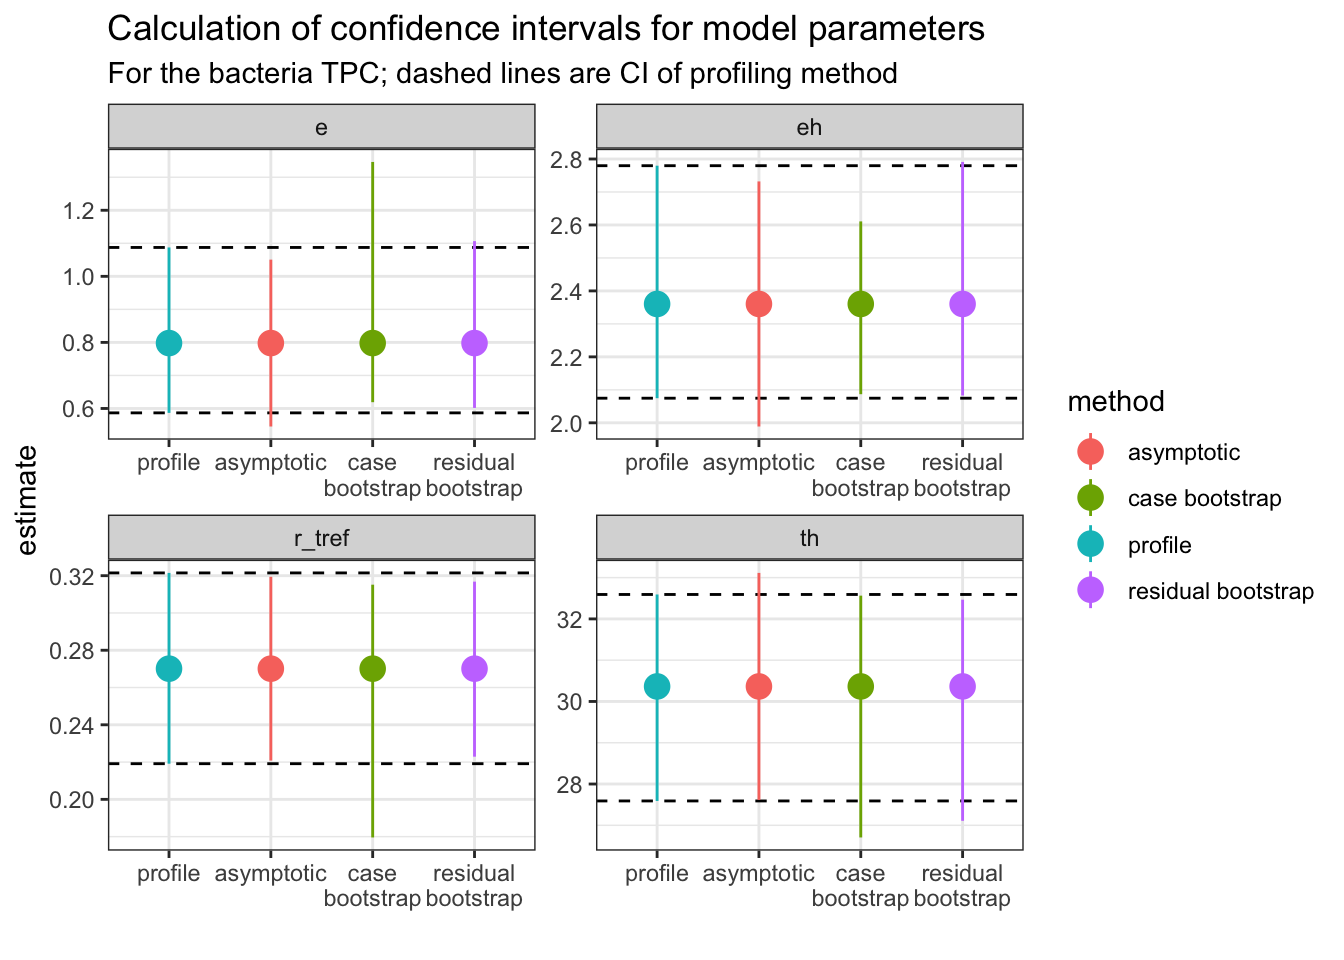 Calculation of confidence intervals for model parameters
For the bacteria TPC; dashed lines are CI of profiling method
estimate
e
1.2
1.0
0.8
0.6
profile asymptotic case bootstrap residual bootstrap
eh
2.8
2.6
2.4
2.2
2.0
profile asymptotic case bootstrap residual bootstrap
r_tref
0.32
0.28
0.24
0.20
profile asymptotic case bootstrap residual bootstrap
th
32
30
28
profile asymptotic case bootstrap residual bootstrap
method
asymptotic
case bootstrap
profile
residual bootstrap